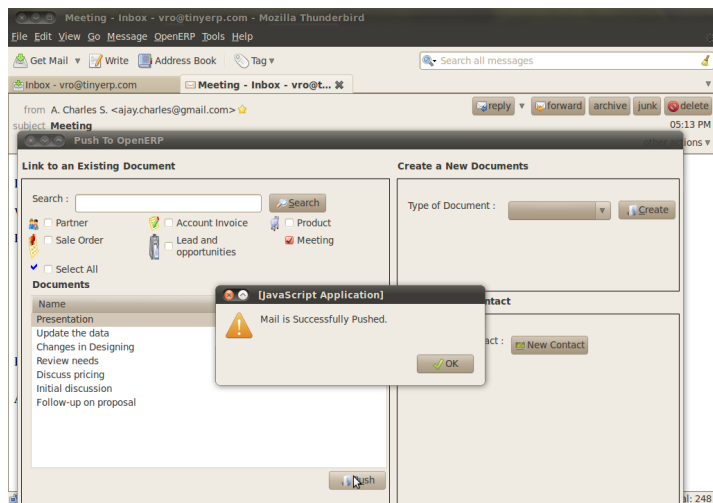 Meeting - Inbox - vro@tinyerp.com - Mozilla Thunderbird
File Edit View Go Message OpenERP Tools Help
Get Mail Write Address Book Tag Search all messages
Inbox - vro@tinyerp.com Meeting - Inbox - vro@t...
from A. Charles S. <ajay.charles@gmail.com> reply forward archive junk delete
subject Meeting 05:13 PM
Push To OpenERP
Link to an Existing Document
Search : Search
Partner Account Invoice Product
Sale Order Lead and opportunities Meeting
Select All
Documents
Name
Presentation
Update the data
Changes in Designing
Review needs
Discuss pricing
Initial discussion
Follow-up on proposal
Push
Create a New Documents
Type of Document : Create
New Contact
[JavaScript Application]
Mail is Successfully Pushed.
OK
248